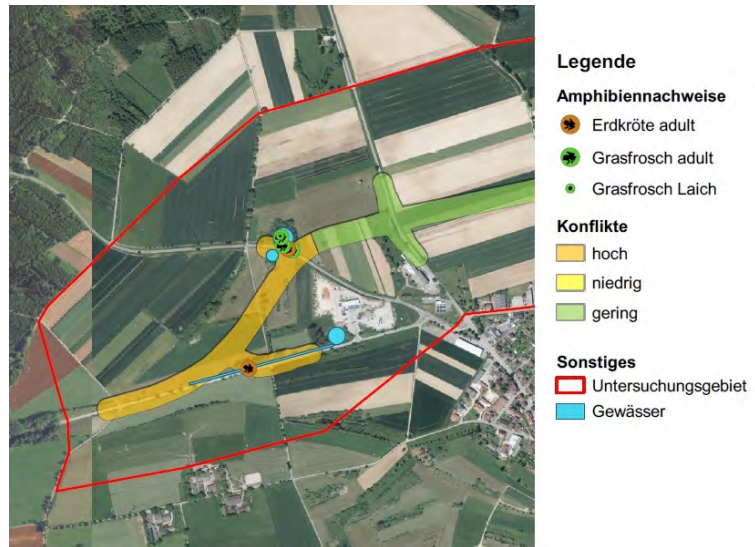 Legende
Amphibiennachweise
Erdkröte adult
Grasfrosch adult
Grasfrosch Laich
Konflikte
hoch
niedrig
gering
Sonstiges
Untersuchungsgebiet
Gewässer